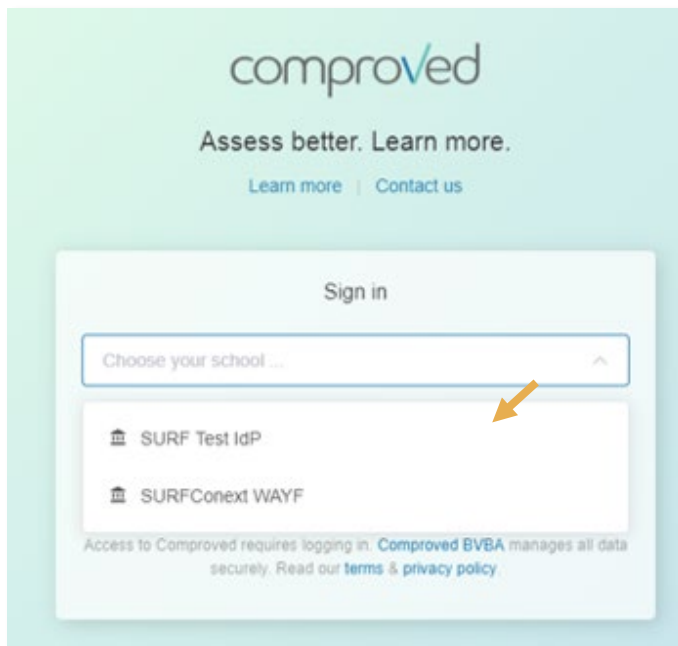 comproved
Assess better. Learn more.
Learn more | Contact us
Sign in
Choose your school ...
SURF Test IdP
SURFConext WAYF
Access to Comproved requires logging in. Comproved BVBA manages all data
securely. Read our terms & privacy policy.